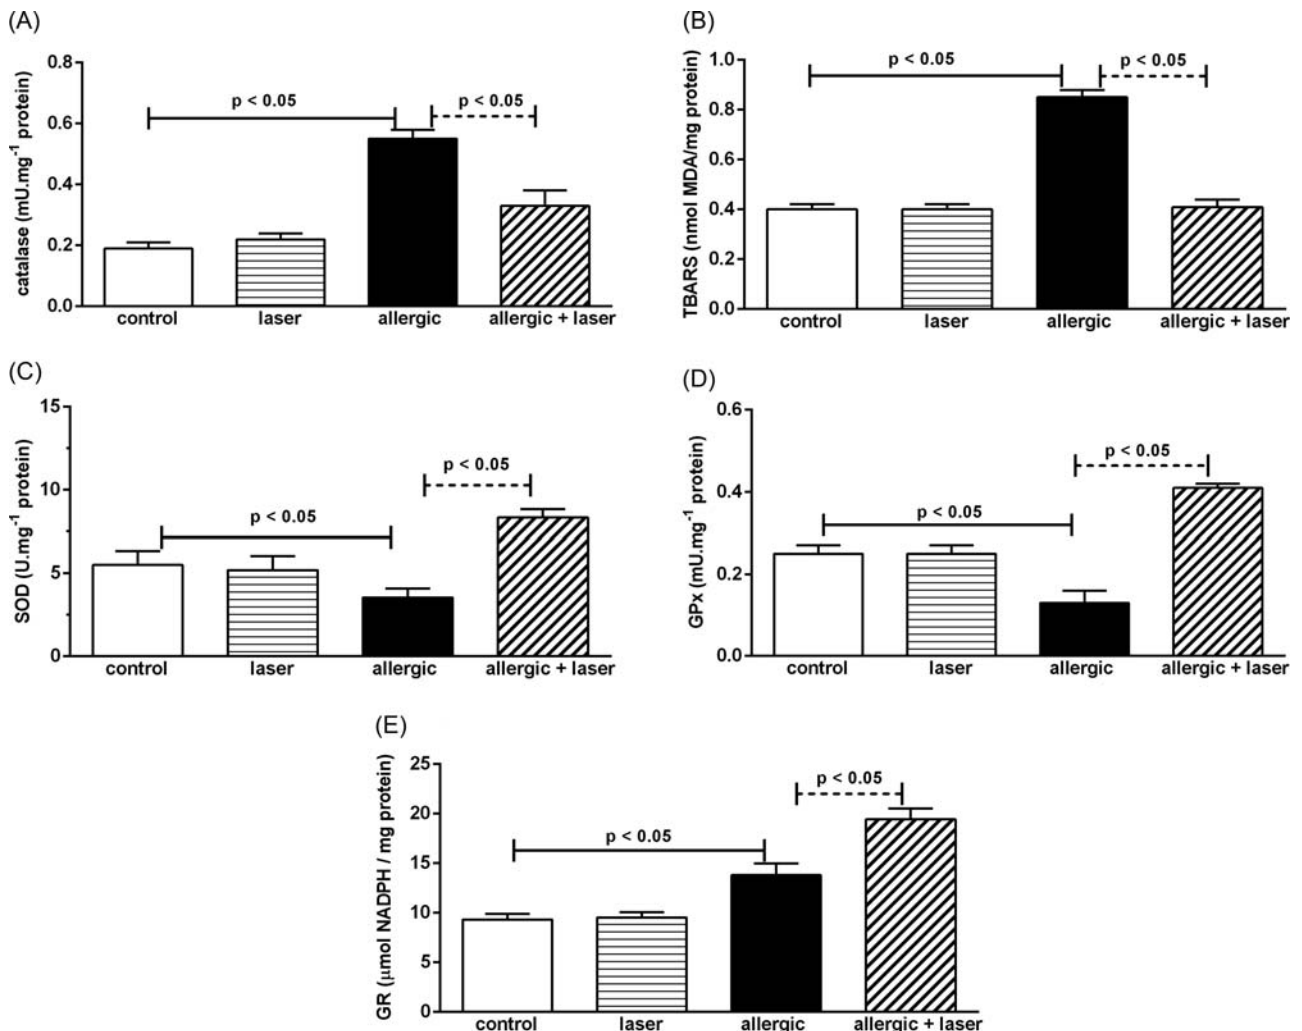 (A)
catalase (mU.mg⁻¹ protein)
0.8
0.6
0.4
0.2
0.0
p < 0.05
p < 0.05
control
laser
allergic
allergic + laser
(B)
TBARS (nmol MDA/mg protein)
1.0
0.8
0.6
0.4
0.2
0.0
p < 0.05
p < 0.05
control
laser
allergic
allergic + laser
(C)
SOD (U.mg⁻¹ protein)
15
10
5
0
p < 0.05
p < 0.05
control
laser
allergic
allergic + laser
(D)
GPx (mU.mg⁻¹ protein)
0.6
0.4
0.2
0.0
p < 0.05
p < 0.05
control
laser
allergic
allergic + laser
(E)
GR (μmol NADPH / mg protein)
25
20
15
10
5
0
p < 0.05
p < 0.05
control
laser
allergic
allergic + laser